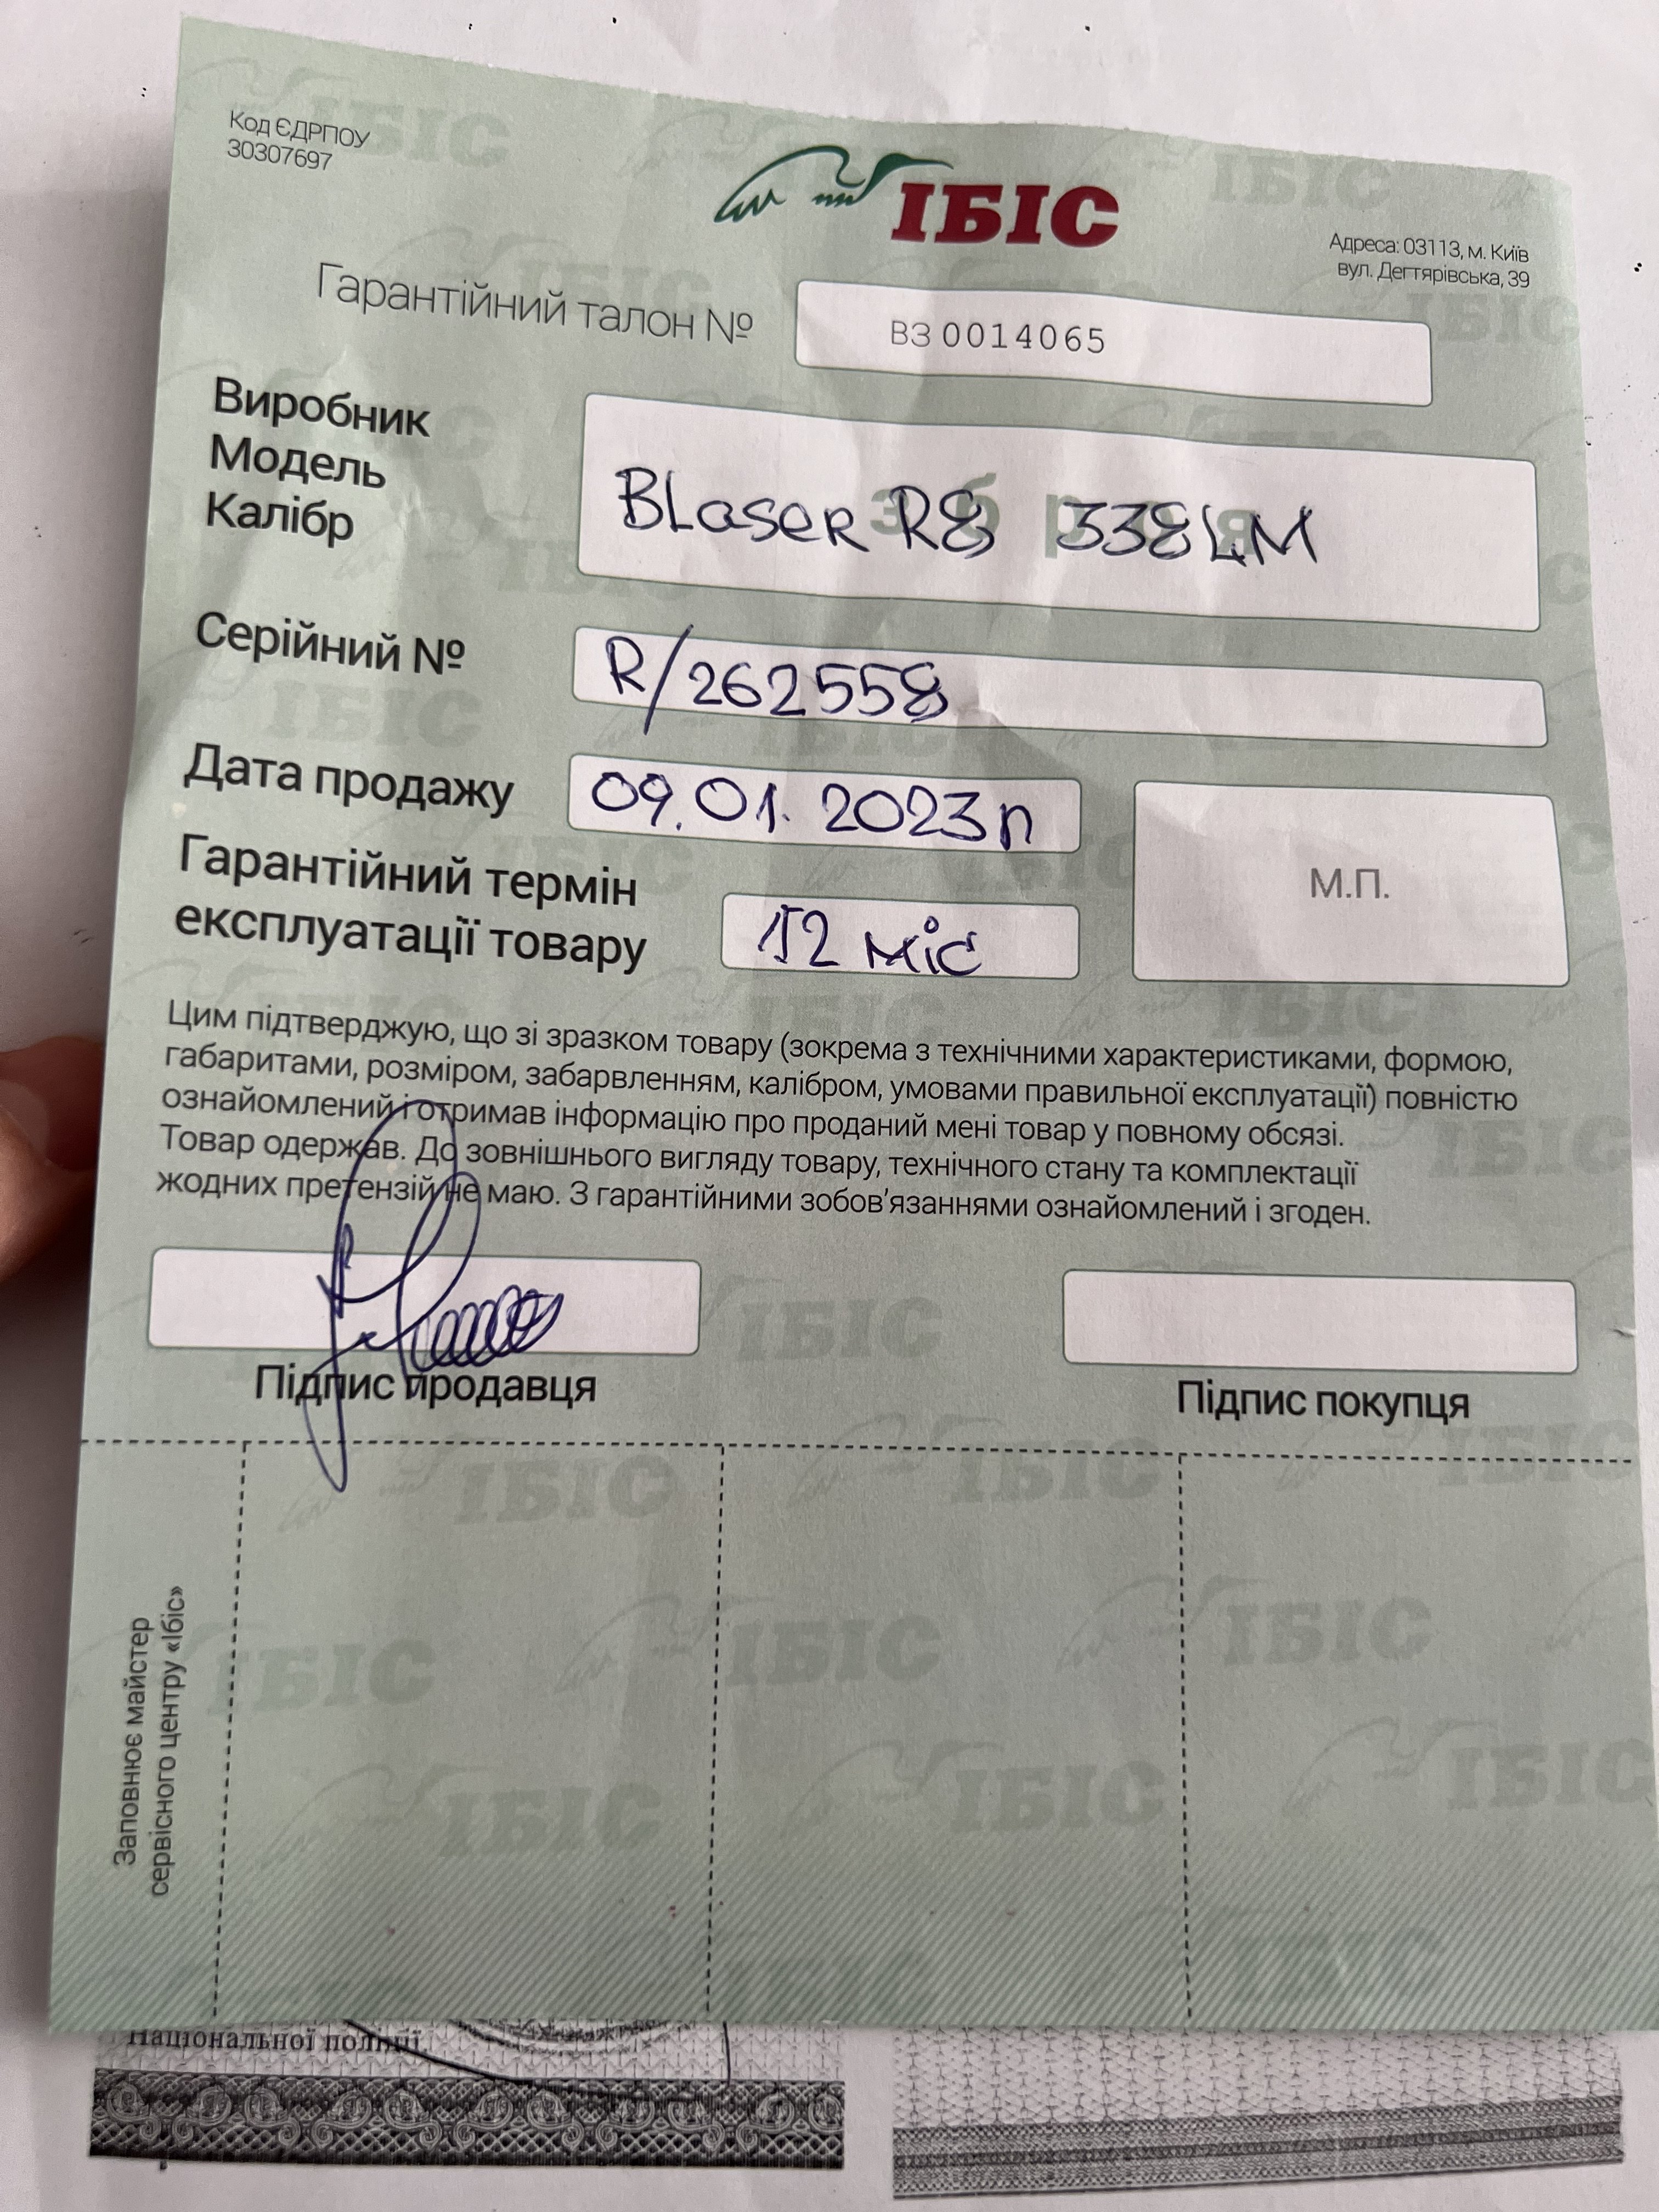 Код ЄДРПОУ
30307697
ІБІС
Адреса: 03113, м. Київ
вул. Дегтярівська, 39
Гарантійний талон № ВЗ 0014065
Виробник
Модель
Калібр
зброя
Blaser R8 338LM
Серійний № R/262558
Дата продажу 09.01.2023р
Гарантійний термін
експлуатації товару 12 міс
М.П.
Цим підтверджую, що зі зразком товару (зокрема з технічними характеристиками, формою,
габаритами, розміром, забарвленням, калібром, умовами правильної експлуатації) повністю
ознайомлений і отримав інформацію про проданий мені товар у повному обсязі.
Товар одержав. До зовнішнього вигляду товару, технічного стану та комплектації
жодних претензій не маю. З гарантійними зобов'язаннями ознайомлений і згоден.
Підпис продавця
Підпис покупця
Заповнює майстер
сервісного центру «Ібіс»
Національної поліції